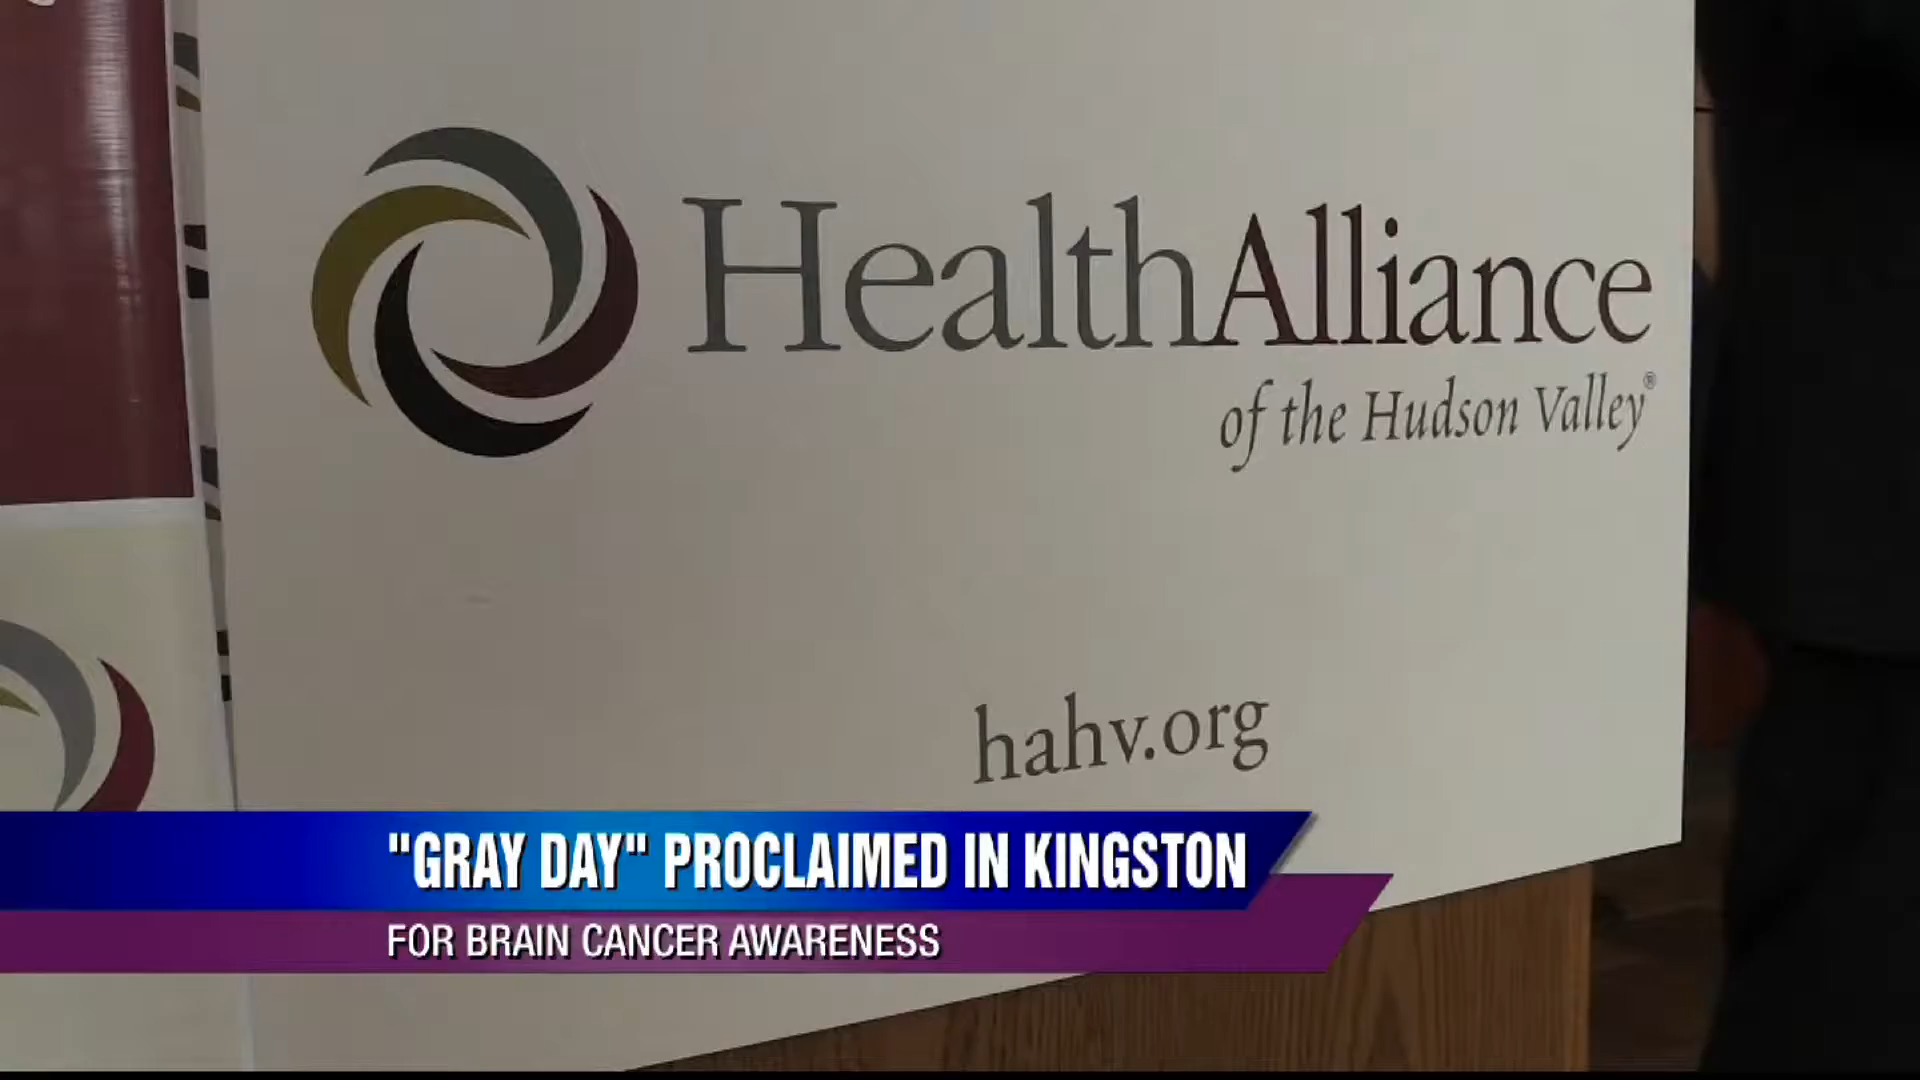 HealthAlliance
of the Hudson Valley®
hahv.org
"GRAY DAY" PROCLAIMED IN KINGSTON
FOR BRAIN CANCER AWARENESS